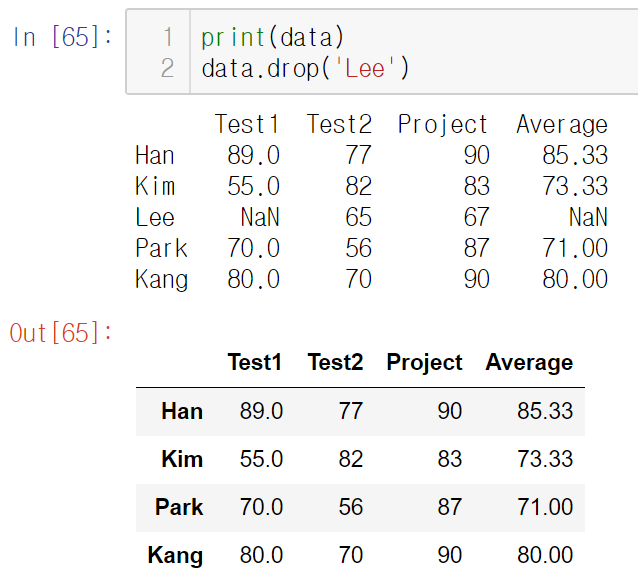 In [65]: 1 print(data)
2 data.drop('Lee')
Test1 Test2 Project Average
Han 89.0 77 90 85.33
Kim 55.0 82 83 73.33
Lee NaN 65 67 NaN
Park 70.0 56 87 71.00
Kang 80.0 70 90 80.00
Out[65]:
Test1 Test2 Project Average
Han 89.0 77 90 85.33
Kim 55.0 82 83 73.33
Park 70.0 56 87 71.00
Kang 80.0 70 90 80.00